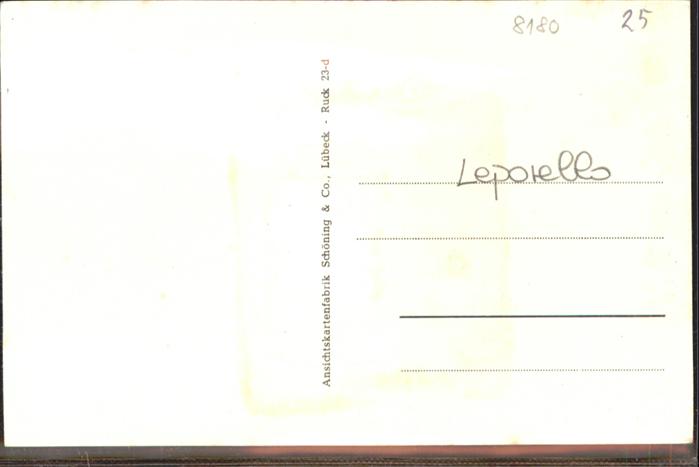 8180
25
Leporello
Ansichtskartenfabrik Schöning & Co., Lübeck - Ruck 23-d